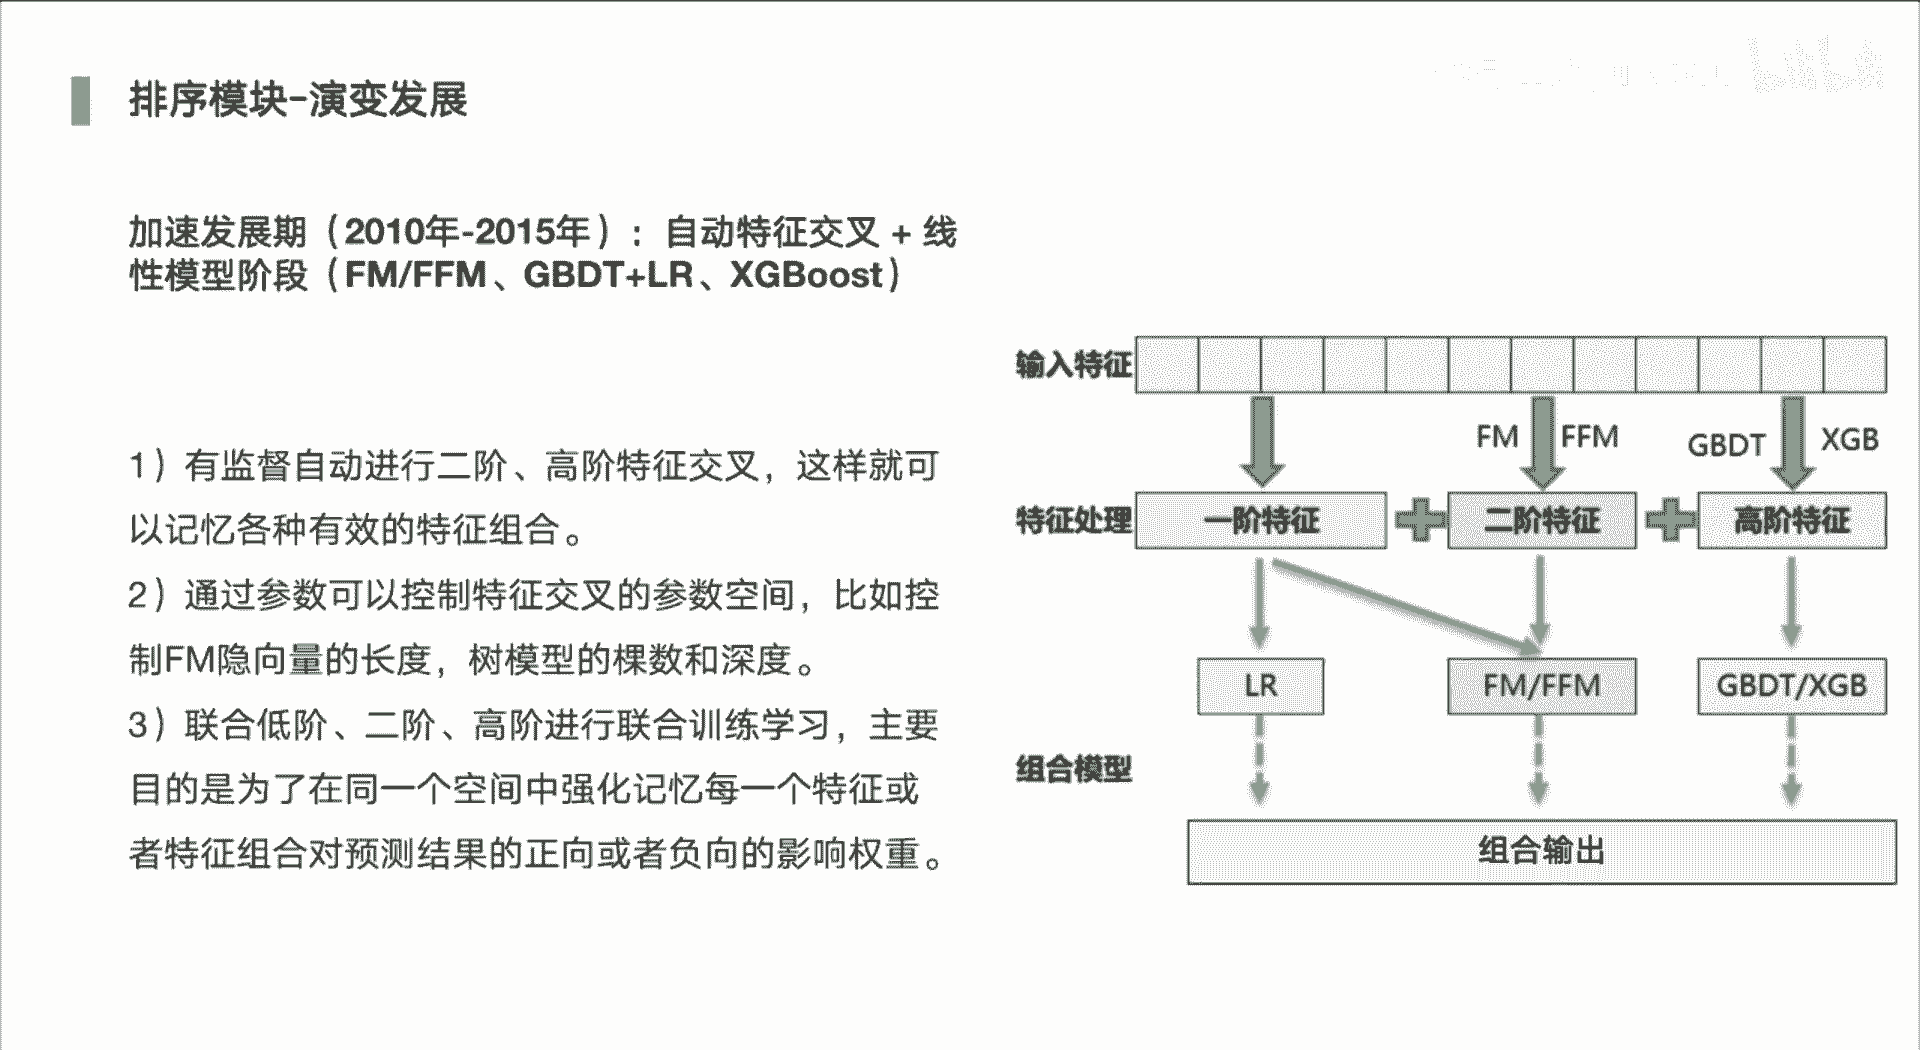 排序模块-演变发展
加速发展期（2010年-2015年）：自动特征交叉 + 线
性模型阶段（FM/FFM、GBDT+LR、XGBoost）
1）有监督自动进行二阶、高阶特征交叉，这样就可
以记忆各种有效的特征组合。
2）通过参数可以控制特征交叉的参数空间，比如控
制FM隐向量的长度，树模型的棵数和深度。
3）联合低阶、二阶、高阶进行联合训练学习，主要
目的是为了在同一个空间中强化记忆每一个特征或
者特征组合对预测结果的正向或者负向的影响权重。
输入特征
FM FFM
GBDT XGB
特征处理 一阶特征 二阶特征 高阶特征
LR FM/FFM GBDT/XGB
组合模型
组合输出